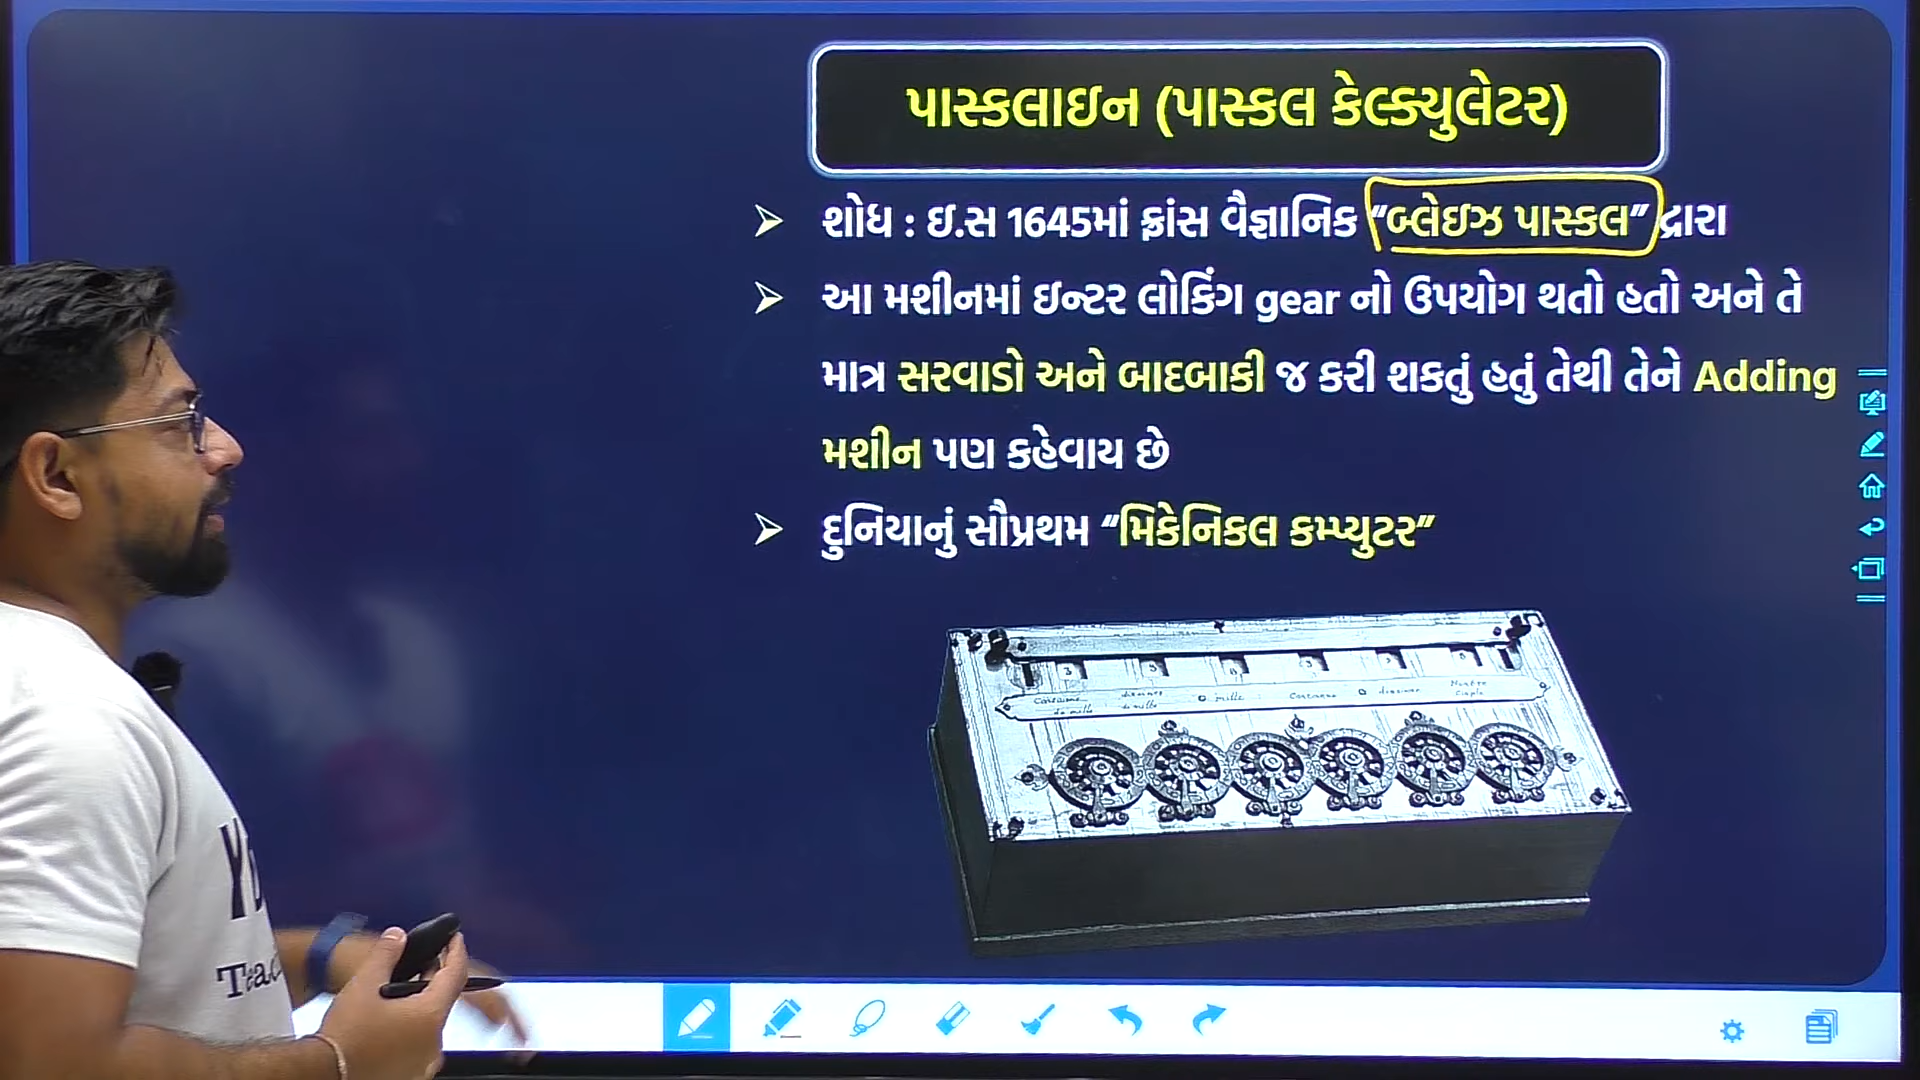 પાસ્કલાઇન (પાસ્કલ કેલ્ક્યુલેટર)
➢ શોધ : ઇ.સ 1645માં ફ્રાંસ વૈજ્ઞાનિક “બ્લેઇઝ પાસ્કલ” દ્વારા
➢ આ મશીનમાં ઇન્ટર લોકિંગ gear નો ઉપયોગ થતો હતો અને તે
માત્ર સરવાડો અને બાદબાકી જ કરી શકતું હતું તેથી તેને Adding
મશીન પણ કહેવાય છે
➢ દુનિયાનું સૌપ્રથમ “મિકેનિકલ કમ્પ્યુટર”